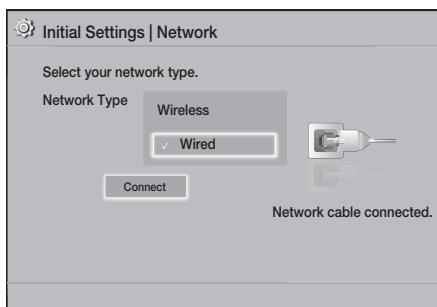 Initial Settings | Network
Select your network type.
Network Type
Wireless
✓ Wired
Connect
Network cable connected.